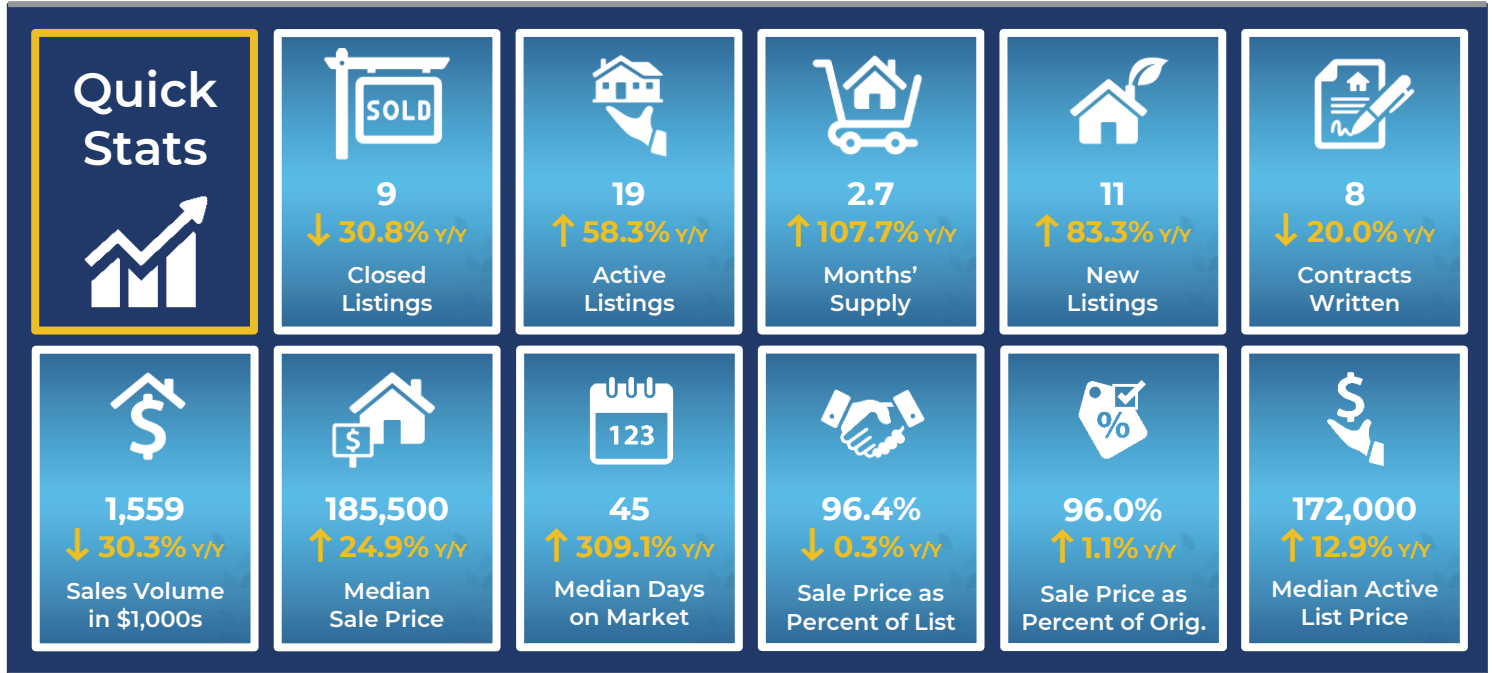 Quick
Stats
SOLD
9
↓ 30.8% Y/Y
Closed
Listings
19
↑ 58.3% Y/Y
Active
Listings
2.7
↑ 107.7% Y/Y
Months’
Supply
11
↑ 83.3% Y/Y
New
Listings
8
↓ 20.0% Y/Y
Contracts
Written
$
1,559
↓ 30.3% Y/Y
Sales Volume
in $1,000s
$
185,500
↑ 24.9% Y/Y
Median
Sale Price
123
45
↑ 309.1% Y/Y
Median Days
on Market
96.4%
↓ 0.3% Y/Y
Sale Price as
Percent of List
%
96.0%
↑ 1.1% Y/Y
Sale Price as
Percent of Orig.
$
172,000
↑ 12.9% Y/Y
Median Active
List Price